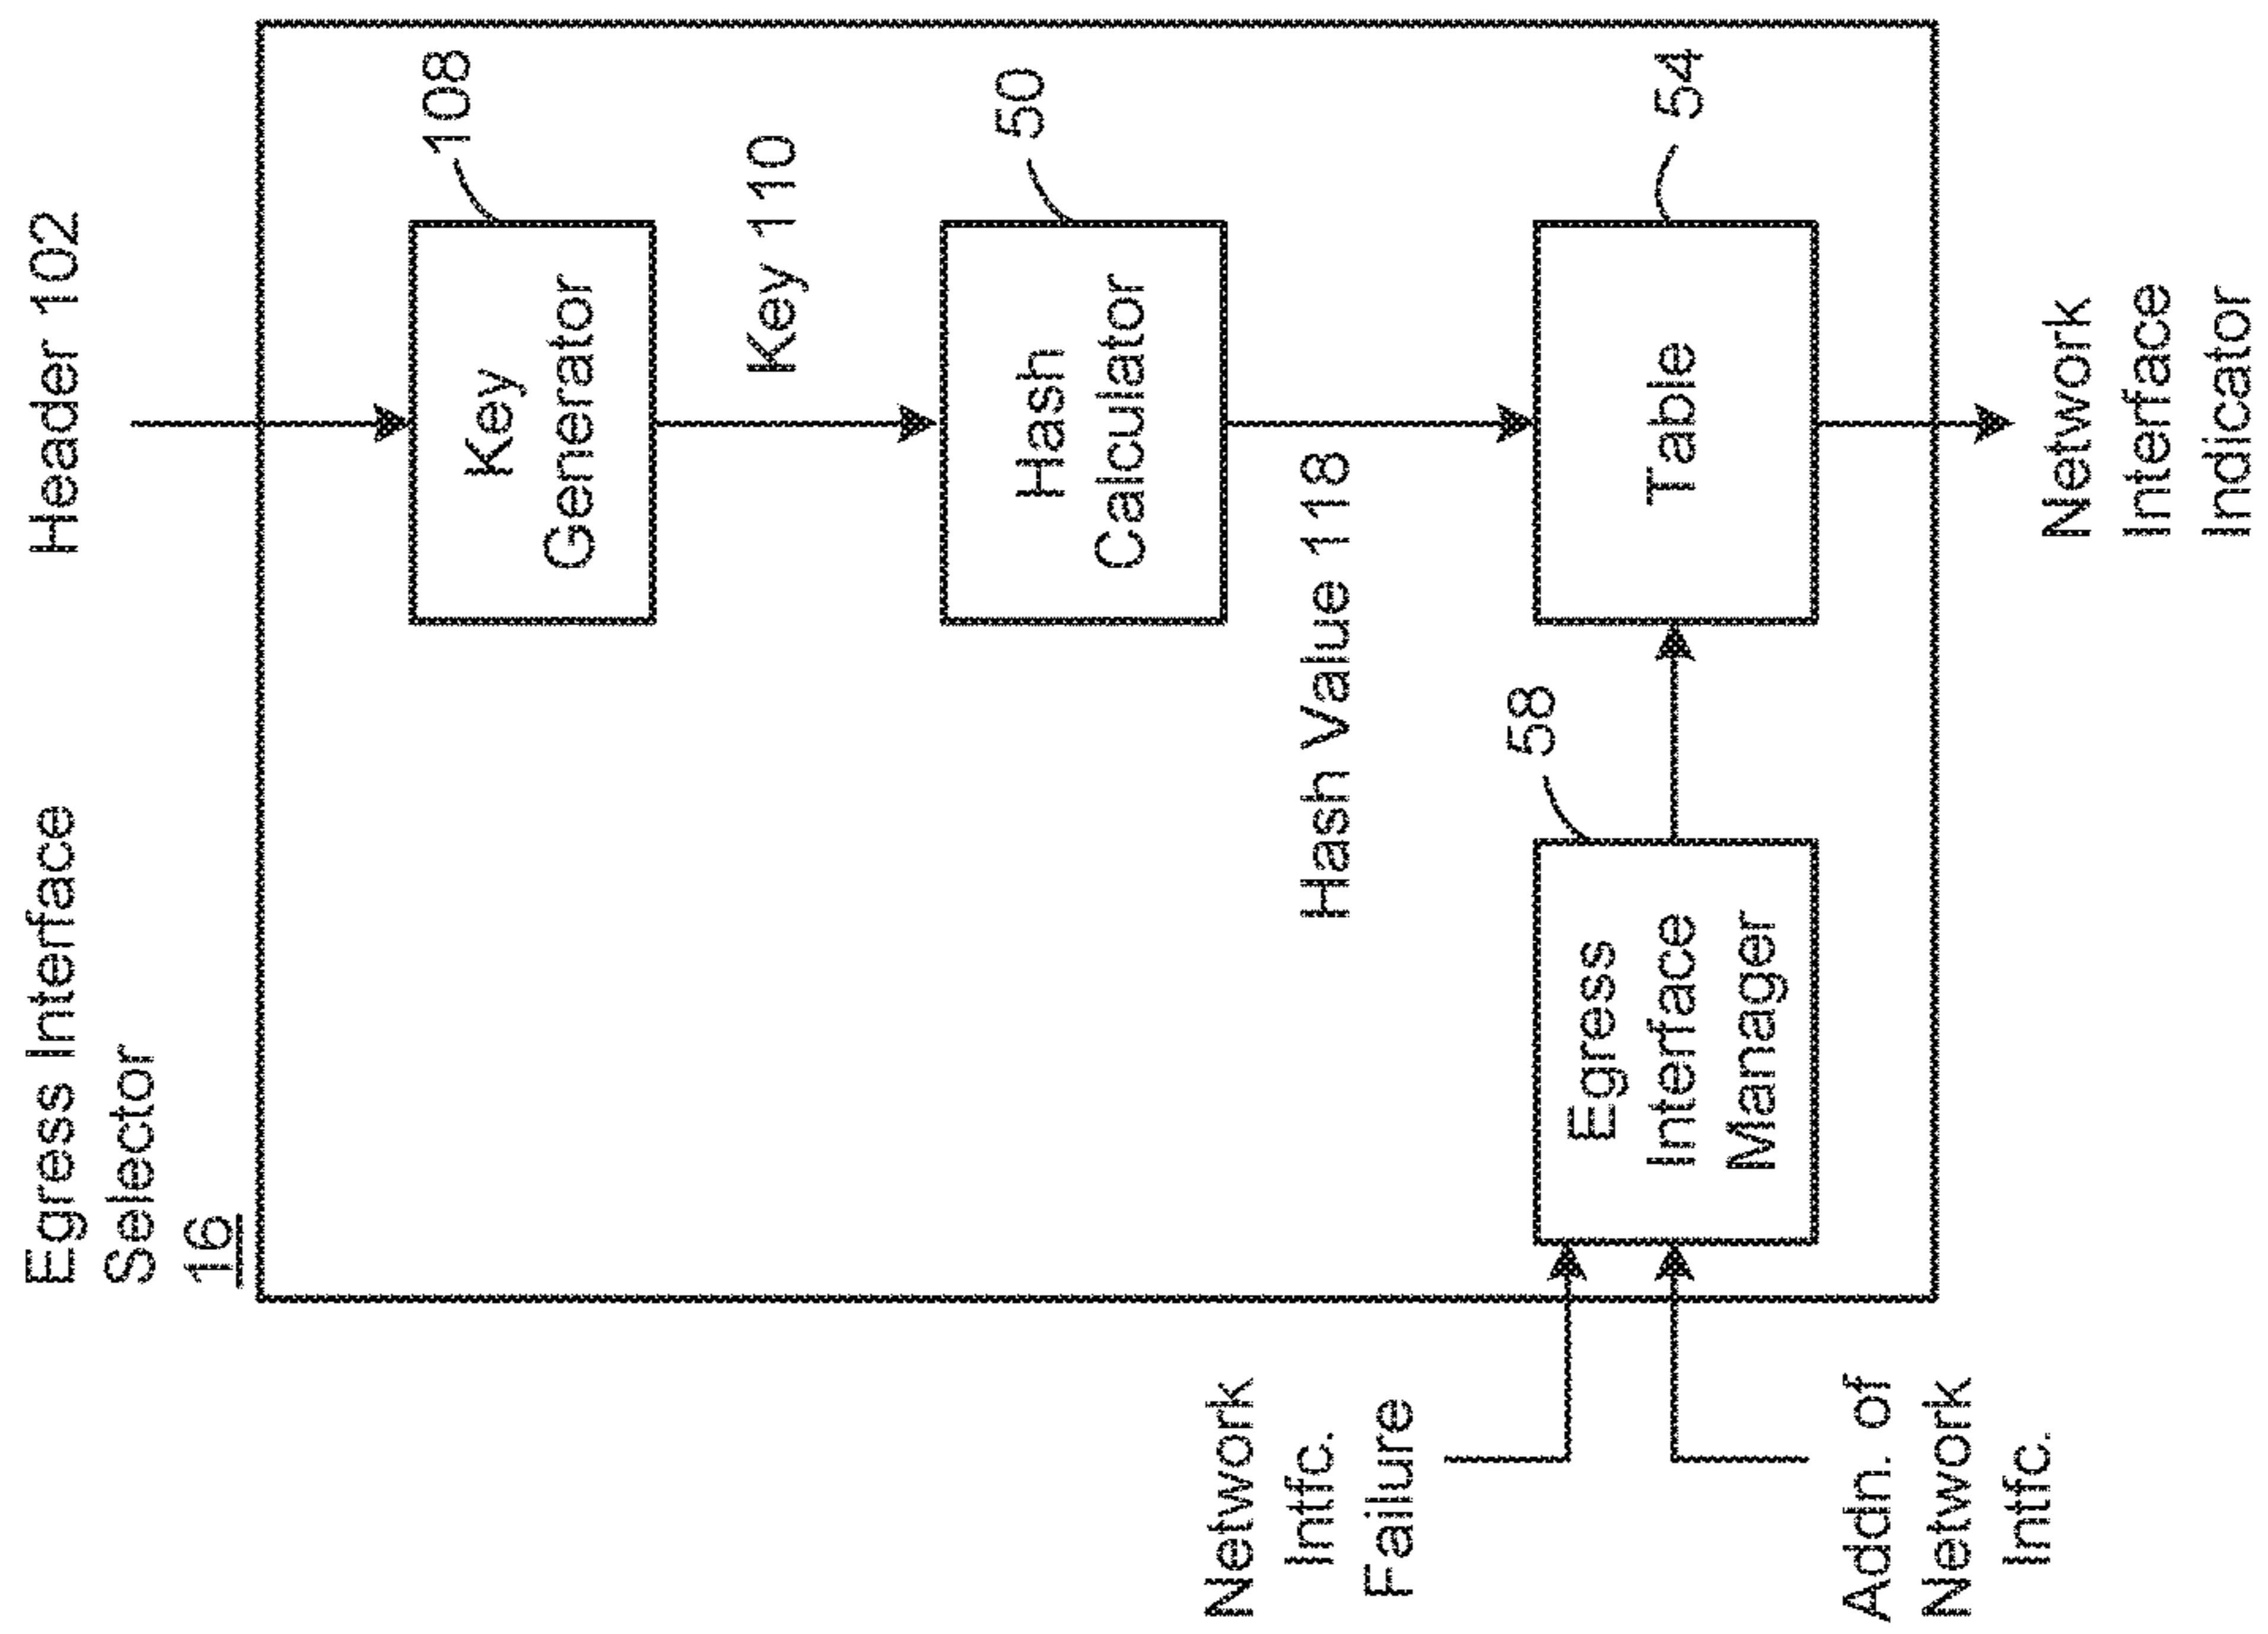 Egress Interface
Selector
16
Header 102
108
Key
Generator
Key 110
50
Hash
Calculator
Hash Value 118
54
Table
58
Egress
Interface
Manager
Network
Intfc.
Failure
Addn. of
Network
Intfc.
Network
Interface
Indicator